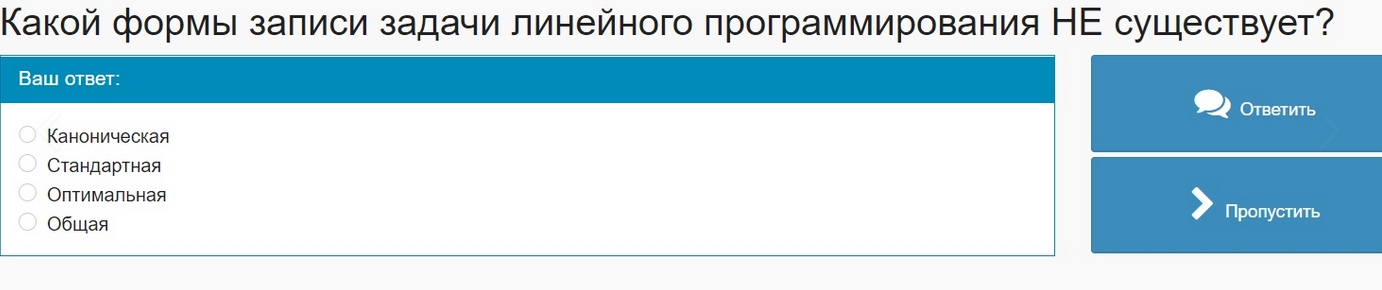 Какой формы записи задачи линейного программирования НЕ существует?
Ваш ответ:
Каноническая
Стандартная
Оптимальная
Общая
Ответить
Пропустить